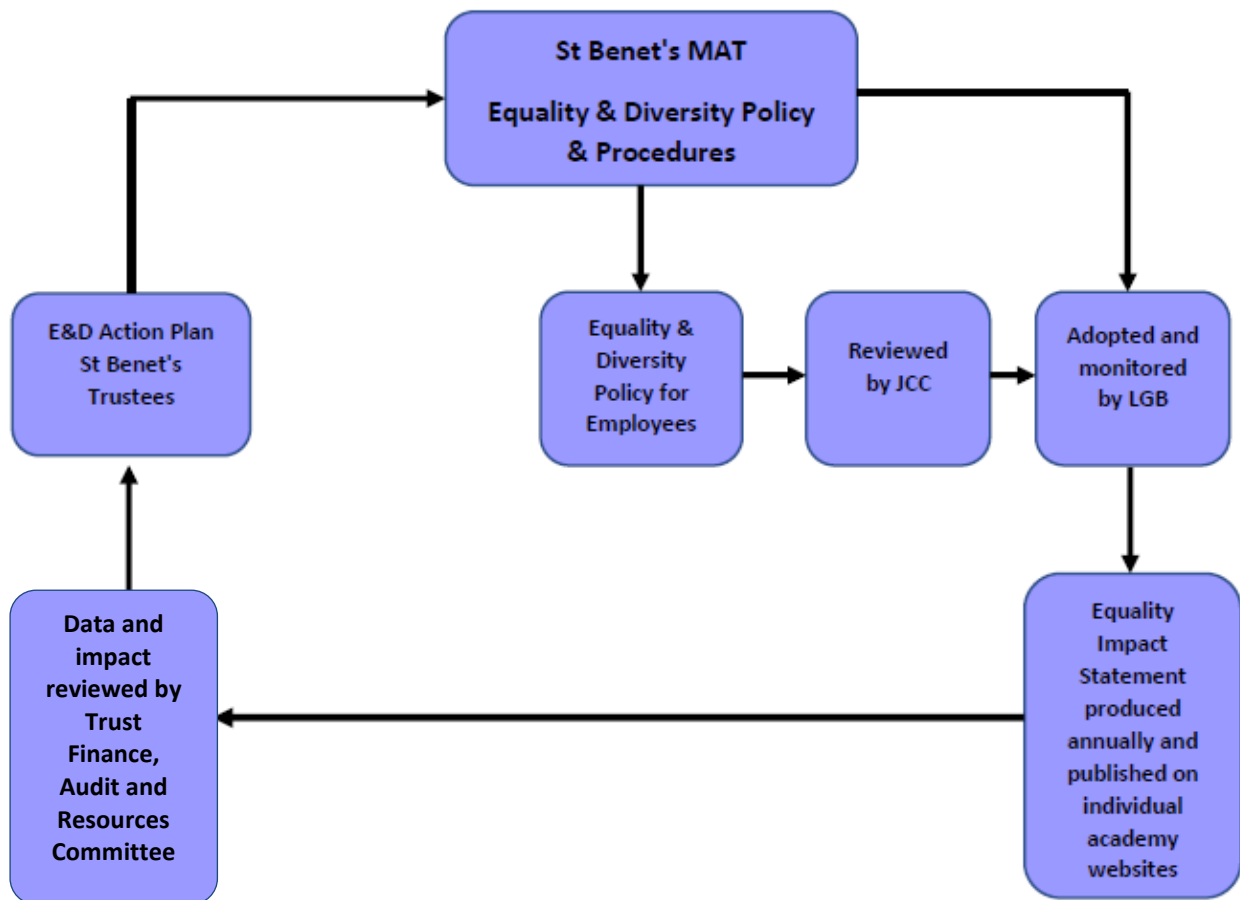 St Benet's MAT
Equality & Diversity Policy
& Procedures
E&D Action Plan
St Benet's
Trustees
Equality &
Diversity
Policy for
Employees
Reviewed
by JCC
Adopted and
monitored
by LGB
Data and
impact
reviewed by
Trust
Finance,
Audit and
Resources
Committee
Equality
Impact
Statement
produced
annually and
published on
individual
academy
websites